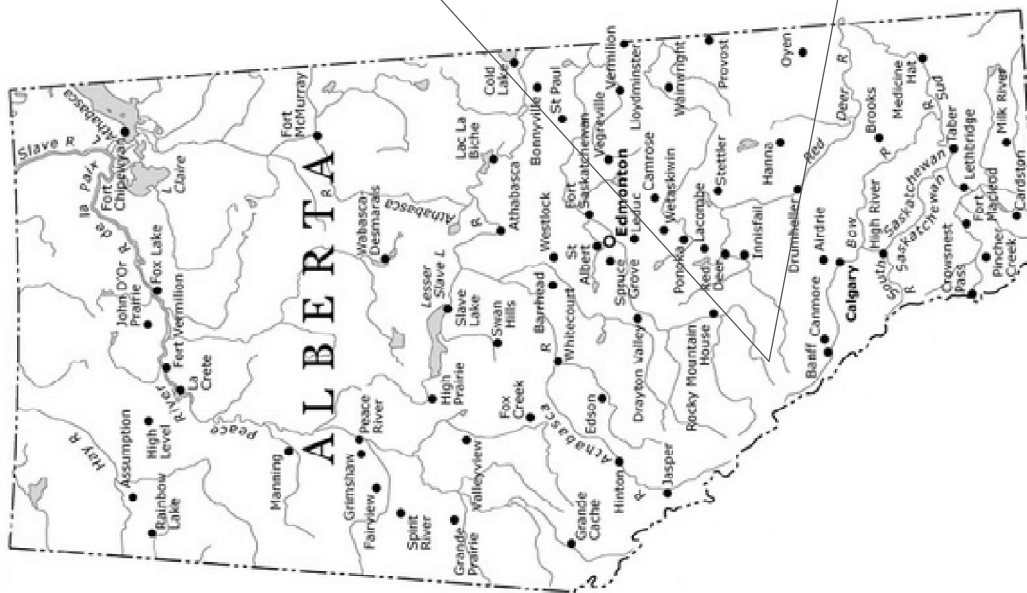 Slave R
L Athabasca
de la Paix R
Fort
Chipewyan
L
Claire
Hay R
Assumption
Rainbow
Lake
High
Level
John D'Or
Prairie
Fox Lake
Fort Vermilion
La
Crete
River
Peace
Manning
ALBERTA
Fort
McMurray
R
Wabasca-
Desmarais
Athabasca
R
Peace
River
Grimshaw
Fairview
Spirit
River
Grande
Prairie
High
Prairie
Lesser
Slave L
Slave
Lake
Swan
Hills
Valleyview
Fox
Creek
Athabasca
Lac La
Biche
Cold
Lake
Bonnyville
St Paul
Westlock
Barrhead
R
Whitecourt
Athabasca
R
Grande
Cache
Hinton
Edson
Jasper
St
Albert
Fort
Saskatchewan
Edmonton
Spruce
Grove
Leduc
Vegreville
Vermillion
Lloydminster
Wainwright
Camrose
Wetaskiwin
Ponoka
Lacombe
Drayton Valley
Rocky Mountain
House
Red
Deer
Stettler
Provost
Innisfail
Hanna
Oyen
Drumheller
Red Deer R
Airdrie
Calgary
Banff
Canmore
Bow R
Brooks
High River
Medicine
Hat
South Saskatchewan R
Saskatchewan R Sud
Taber
Lethbridge
Fort
Macleod
Crowsnest
Pass
Pincher
Creek
Cardston
Milk River